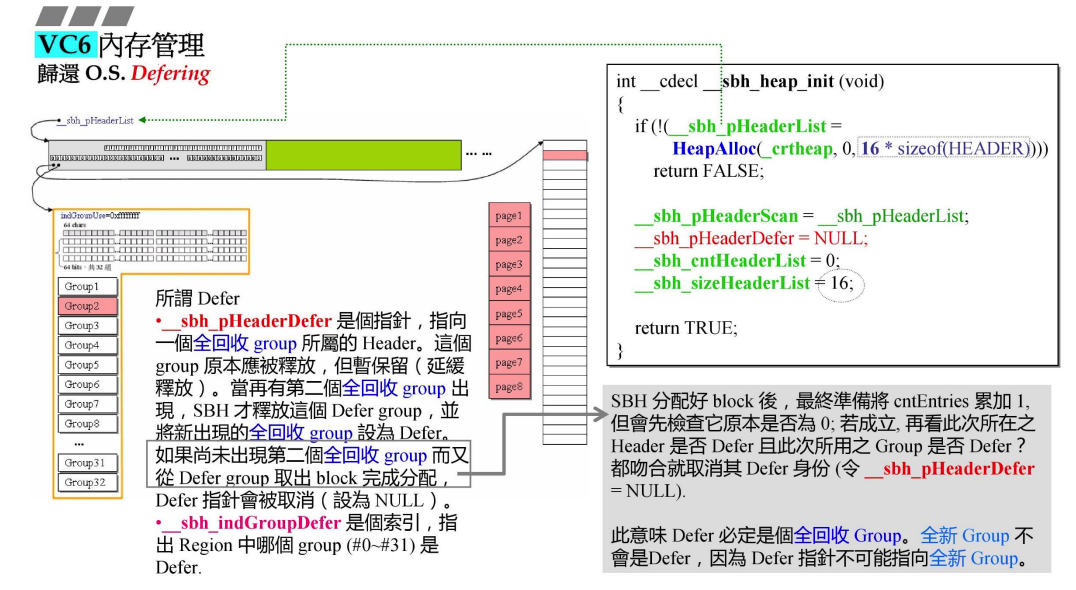 VC6 內存管理
歸還 O.S. Defering
__sbh_pHeaderList
... ...
indGroupUse=0xffffffff
64 chars
64 bits，共32 組
Group1
Group2
Group3
Group4
Group5
Group6
Group7
Group8
...
Group31
Group32
page1
page2
page3
page4
page5
page6
page7
page8
所謂 Defer
•__sbh_pHeaderDefer 是個指針，指向
一個全回收 group 所屬的 Header。這個
group 原本應被釋放，但暫保留（延緩
釋放）。當再有第二個全回收 group 出
現，SBH 才釋放這個 Defer group，並
將新出現的全回收 group 設為 Defer。
如果尚未出現第二個全回收 group 而又
從 Defer group 取出 block 完成分配，
Defer 指針會被取消（設為 NULL）。
•__sbh_indGroupDefer 是個索引，指
出 Region 中哪個 group (#0~#31) 是
Defer.
int __cdecl __sbh_heap_init (void)
{
if (!(__sbh_pHeaderList =
HeapAlloc(_crtheap, 0, 16 * sizeof(HEADER))))
return FALSE;
__sbh_pHeaderScan = __sbh_pHeaderList;
__sbh_pHeaderDefer = NULL;
__sbh_cntHeaderList = 0;
__sbh_sizeHeaderList = 16;
return TRUE;
}
SBH 分配好 block 後，最終準備將 cntEntries 累加 1,
但會先檢查它原本是否為 0; 若成立, 再看此次所在之
Header 是否 Defer 且此次所用之 Group 是否 Defer？
都吻合就取消其 Defer 身份 (令 __sbh_pHeaderDefer
= NULL).
此意味 Defer 必定是個全回收 Group。全新 Group 不
會是Defer，因為 Defer 指針不可能指向全新 Group。